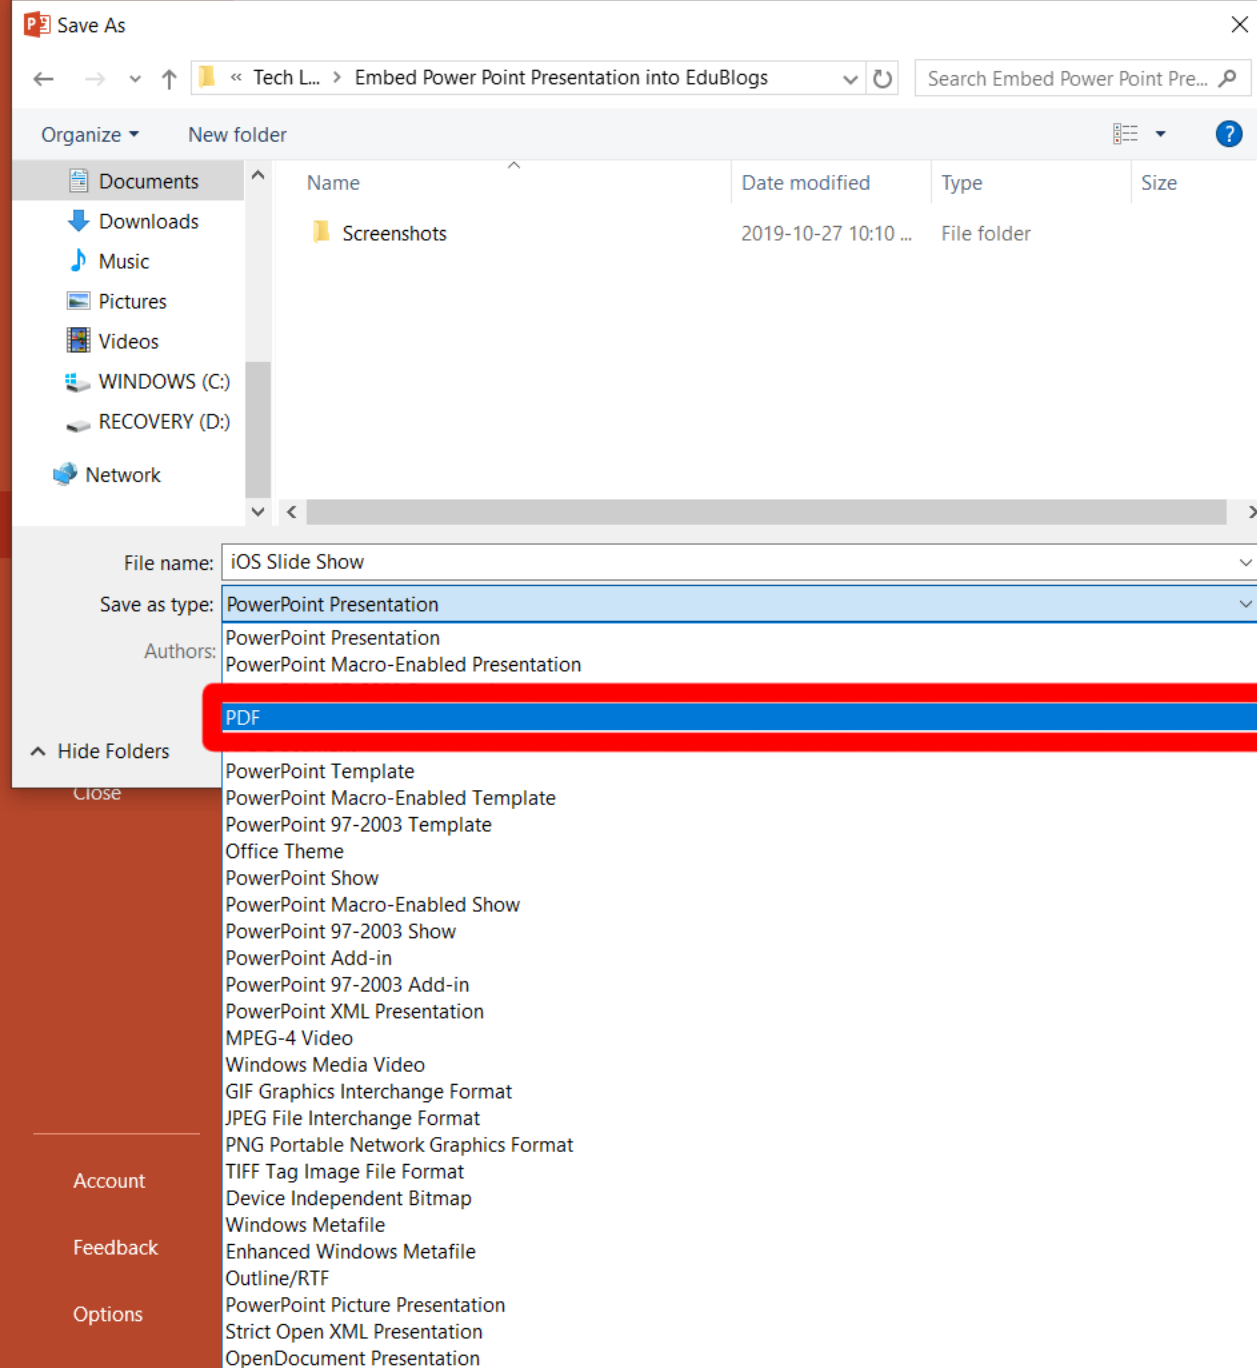 Save As
« Tech L... > Embed Power Point Presentation into EduBlogs
Search Embed Power Point Pre...
Organize
New folder
Documents
Downloads
Music
Pictures
Videos
WINDOWS (C:)
RECOVERY (D:)
Network
Name Date modified Type Size
Screenshots 2019-10-27 10:10 ... File folder
File name: iOS Slide Show
Save as type: PowerPoint Presentation
Authors:
PowerPoint Presentation
PowerPoint Macro-Enabled Presentation
PDF
Hide Folders
PowerPoint Template
Close
PowerPoint Macro-Enabled Template
PowerPoint 97-2003 Template
Office Theme
PowerPoint Show
PowerPoint Macro-Enabled Show
PowerPoint 97-2003 Show
PowerPoint Add-in
PowerPoint 97-2003 Add-in
PowerPoint XML Presentation
MPEG-4 Video
Windows Media Video
GIF Graphics Interchange Format
JPEG File Interchange Format
PNG Portable Network Graphics Format
TIFF Tag Image File Format
Device Independent Bitmap
Windows Metafile
Enhanced Windows Metafile
Outline/RTF
PowerPoint Picture Presentation
Strict Open XML Presentation
OpenDocument Presentation
Account
Feedback
Options